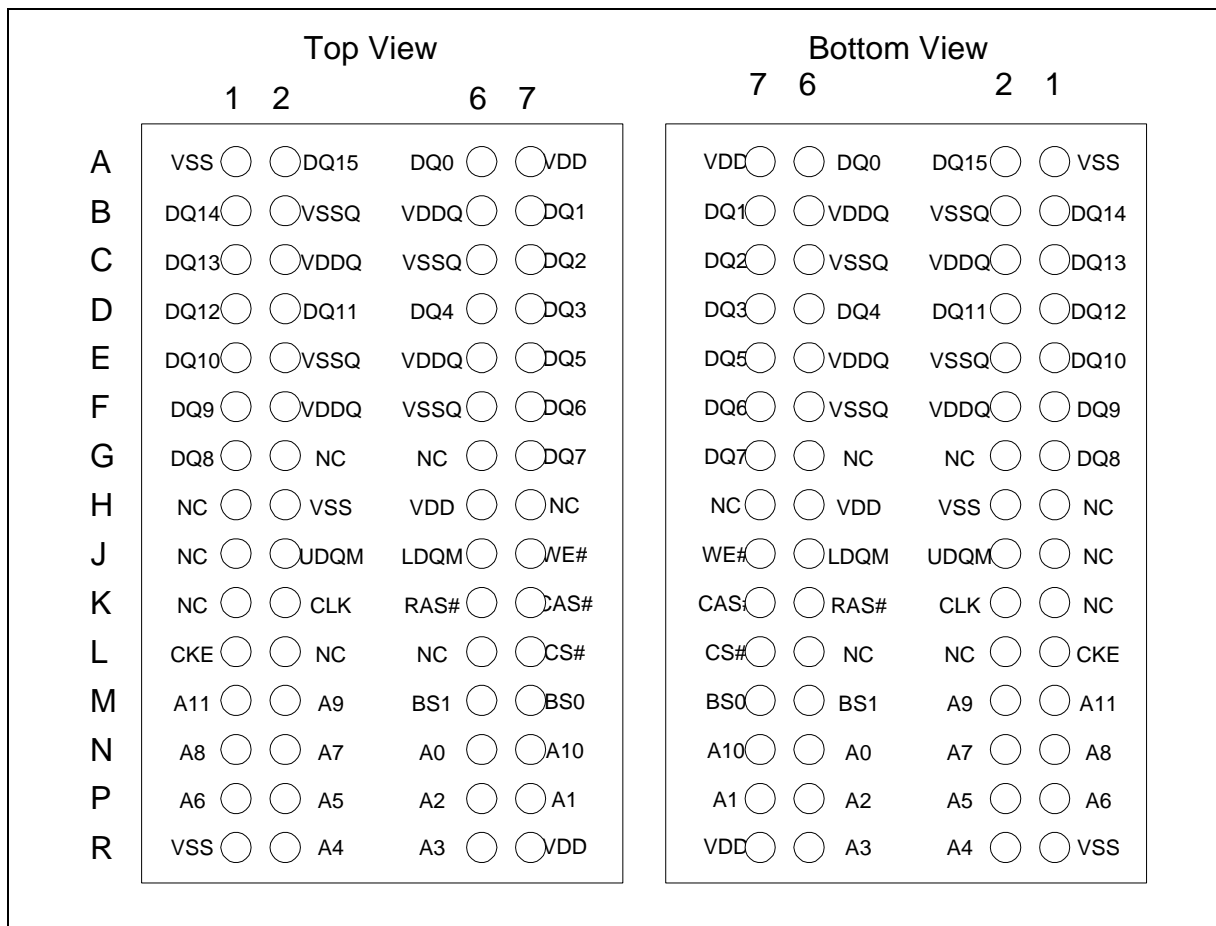 Top View Bottom View
1 2 6 7 7 6 2 1
A VSS DQ15 DQ0 VDD VDD DQ0 DQ15 VSS
B DQ14 VSSQ VDDQ DQ1 DQ1 VDDQ VSSQ DQ14
C DQ13 VDDQ VSSQ DQ2 DQ2 VSSQ VDDQ DQ13
D DQ12 DQ11 DQ4 DQ3 DQ3 DQ4 DQ11 DQ12
E DQ10 VSSQ VDDQ DQ5 DQ5 VDDQ VSSQ DQ10
F DQ9 VDDQ VSSQ DQ6 DQ6 VSSQ VDDQ DQ9
G DQ8 NC NC DQ7 DQ7 NC NC DQ8
H NC VSS VDD NC NC VDD VSS NC
J NC UDQM LDQM WE# WE# LDQM UDQM NC
K NC CLK RAS# CAS# CAS# RAS# CLK NC
L CKE NC NC CS# CS# NC NC CKE
M A11 A9 BS1 BS0 BS0 BS1 A9 A11
N A8 A7 A0 A10 A10 A0 A7 A8
P A6 A5 A2 A1 A1 A2 A5 A6
R VSS A4 A3 VDD VDD A3 A4 VSS